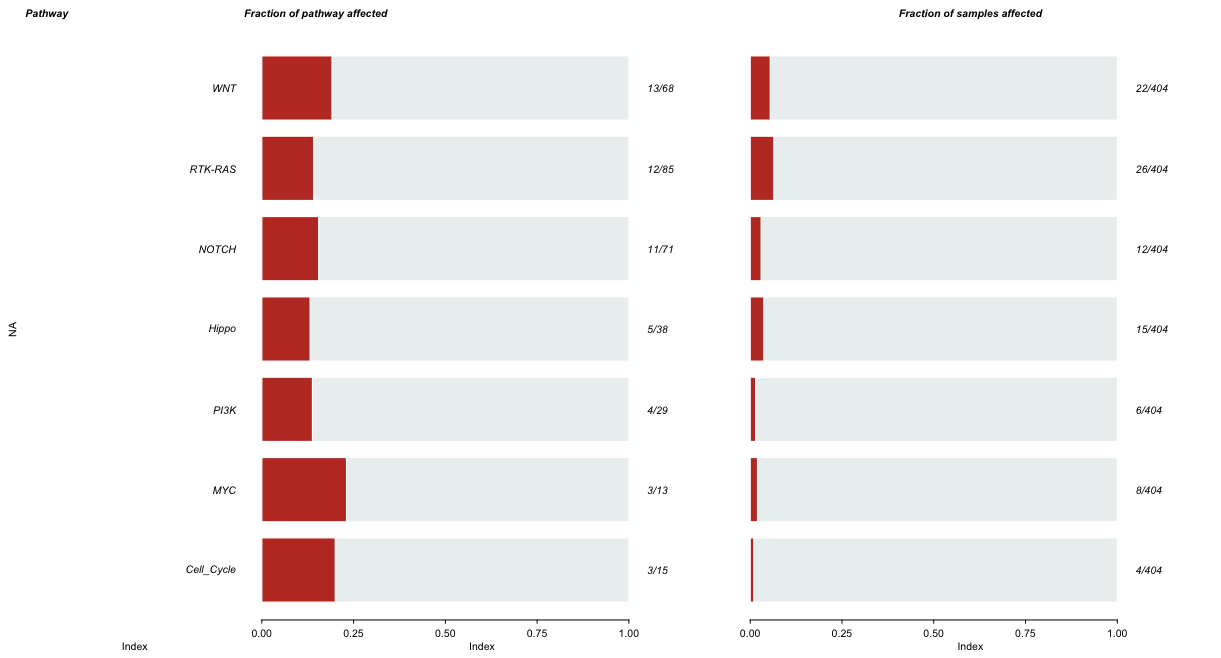 Pathway Fraction of pathway affected Fraction of samples affected
WNT 13/68 22/404
RTK-RAS 12/85 26/404
NOTCH 11/71 12/404
Hippo 5/38 15/404
NA
PI3K 4/29 6/404
MYC 3/13 8/404
Cell_Cycle 3/15 4/404
0.00 0.25 0.50 0.75 1.00 0.00 0.25 0.50 0.75 1.00
Index Index Index